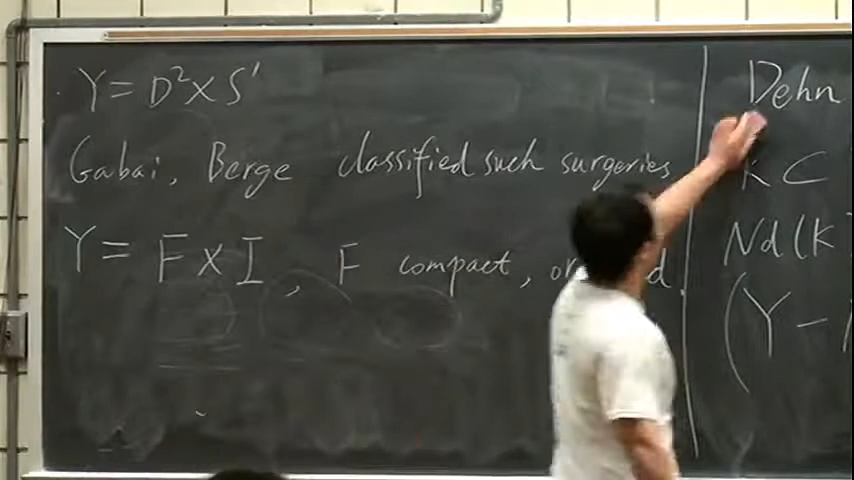 Y = D² × S¹
Gabai, Berge classified such surgeries
Y = F × I, F compact, or d
Dehn
K ⊂
Nd(K
(Y −